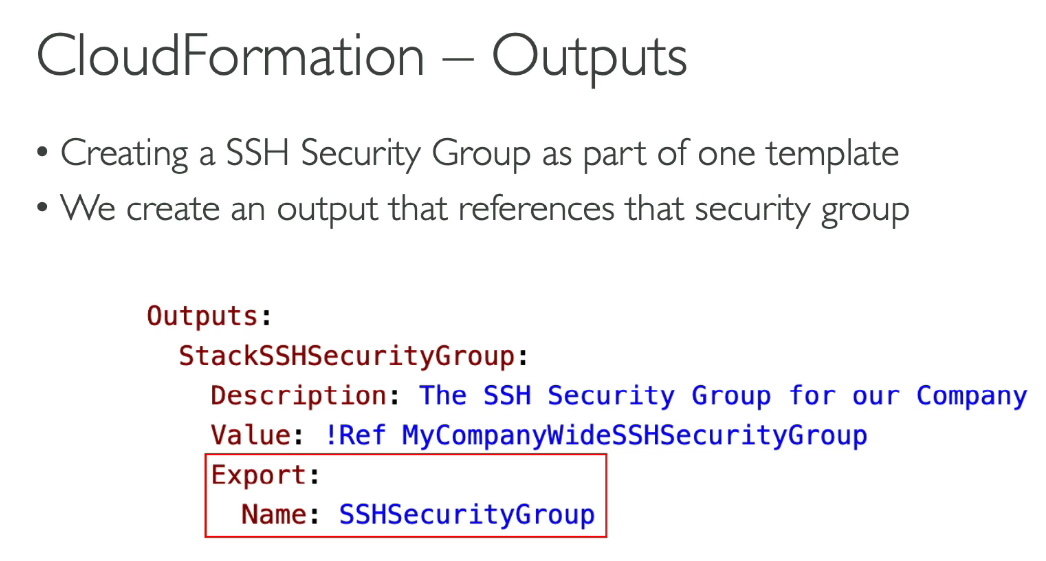 CloudFormation – Outputs
• Creating a SSH Security Group as part of one template
• We create an output that references that security group
Outputs:
  StackSSHSecurityGroup:
    Description: The SSH Security Group for our Company
    Value: !Ref MyCompanyWideSSHSecurityGroup
    Export:
      Name: SSHSecurityGroup